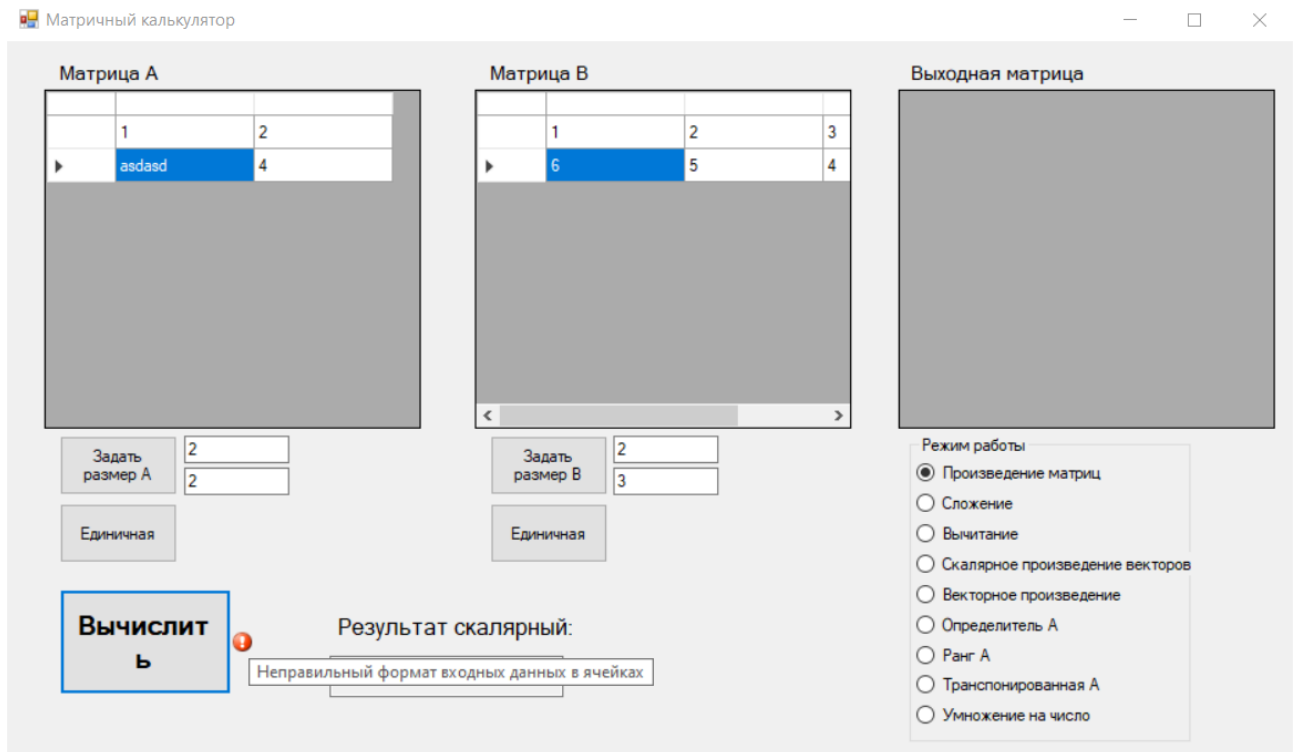 Матричный калькулятор
Матрица А
Матрица В
Выходная матрица
1 2
asdasd 4
1 2 3
6 5 4
Задать
размер А
2
2
Единичная
Задать
размер В
2
3
Единичная
Режим работы
Произведение матриц
Сложение
Вычитание
Скалярное произведение векторов
Векторное произведение
Определитель А
Ранг А
Транспонированная А
Умножение на число
Вычислит
ь
Результат скалярный:
Неправильный формат входных данных в ячейках